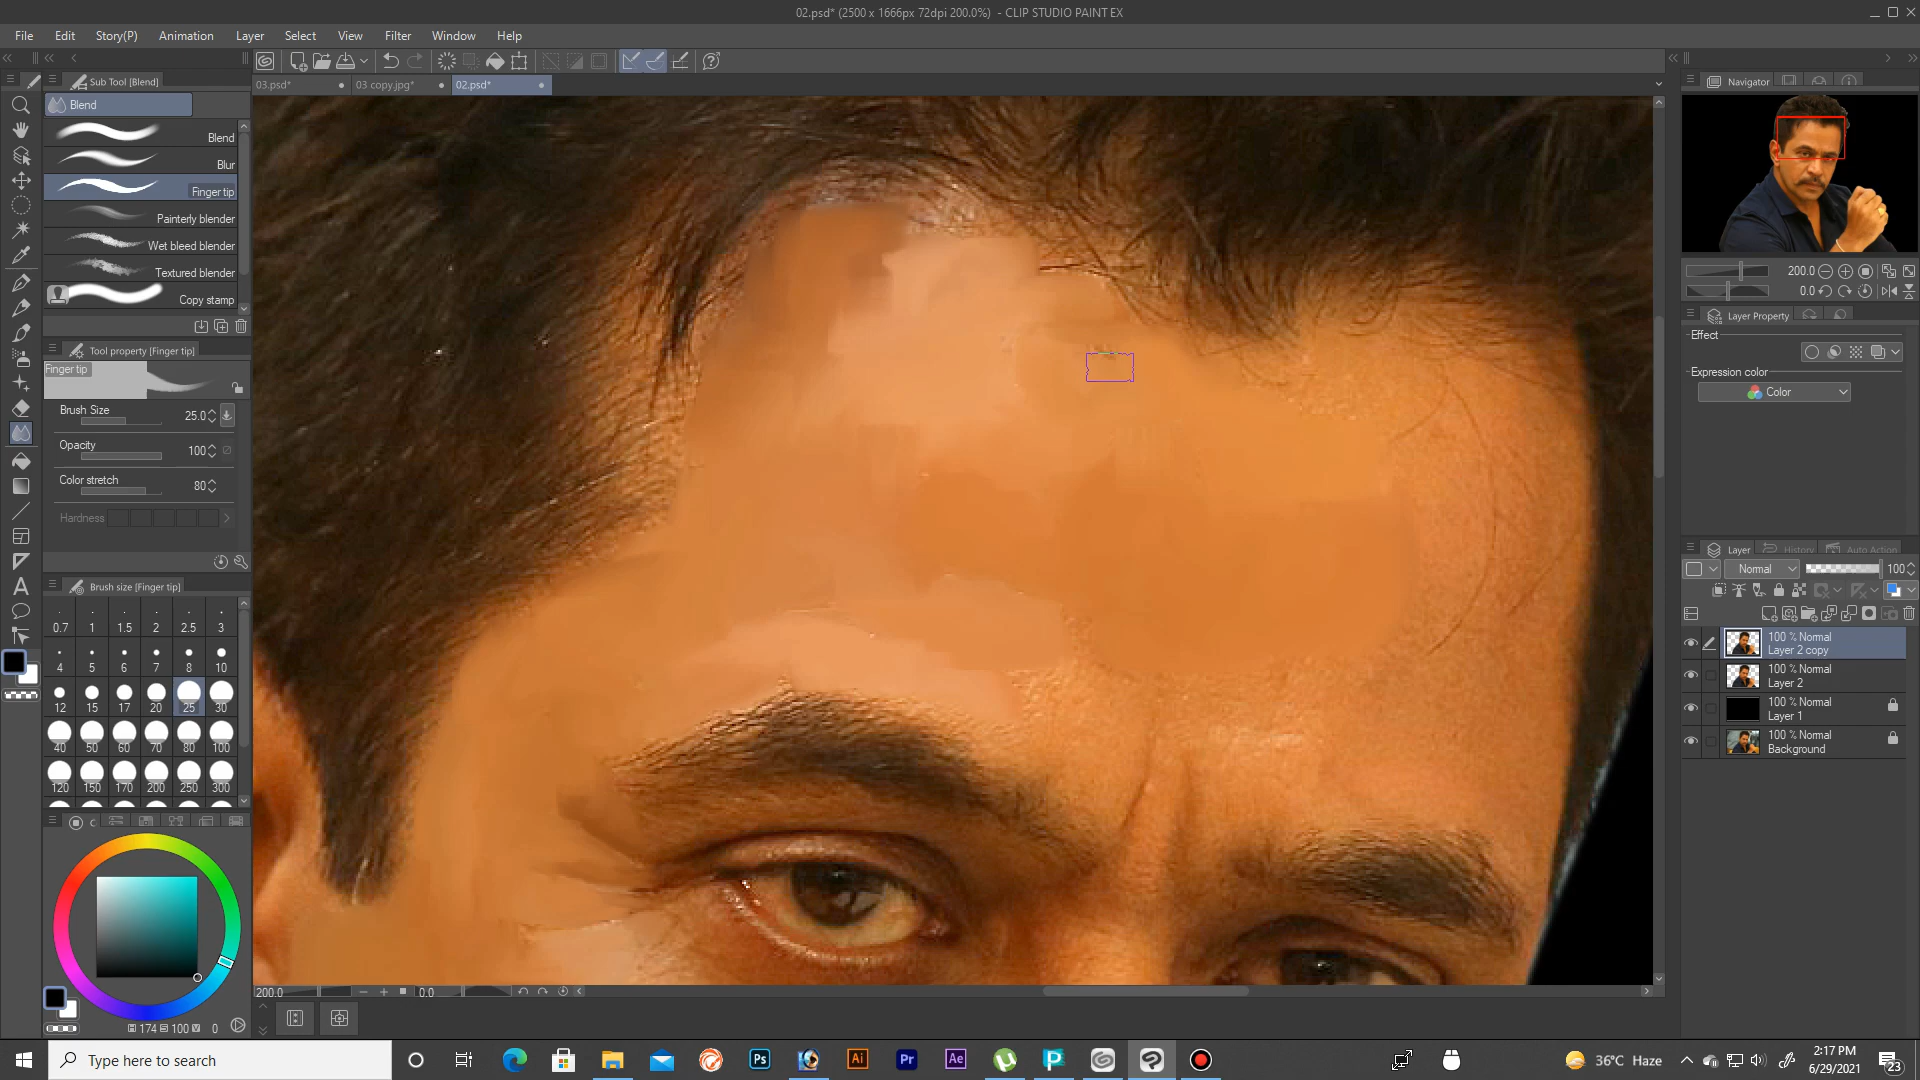 02.psd* (2500 x 1666px 72dpi 200.0%) - CLIP STUDIO PAINT EX
File Edit Story(P) Animation Layer Select View Filter Window Help
Sub Tool [Blend]
03.psd* 03 copy.jpg* 02.psd*
Blend
Blend
Blur
Finger tip
Painterly blender
Wet bleed blender
Textured blender
Copy stamp
Tool property [Finger tip]
Finger tip
Brush Size 25.0
Opacity 100
Color stretch 80
Hardness
Brush size [Finger tip]
0.7 1 1.5 2 2.5 3
4 5 6 7 8 10
12 15 17 20 25 30
40 50 60 70 80 100
120 150 170 200 250 300
174 100 0
200.0 0.0
Navigator
200.0
0.0
Layer Property
Effect
Expression color
Color
Layer History Auto Action
Normal 100
100 % Normal
Layer 2 copy
100 % Normal
Layer 2
100 % Normal
Layer 1
100 % Normal
Background
Type here to search
Ps Ai Pr Ae
36°C Haze
2:17 PM
6/29/2021
23